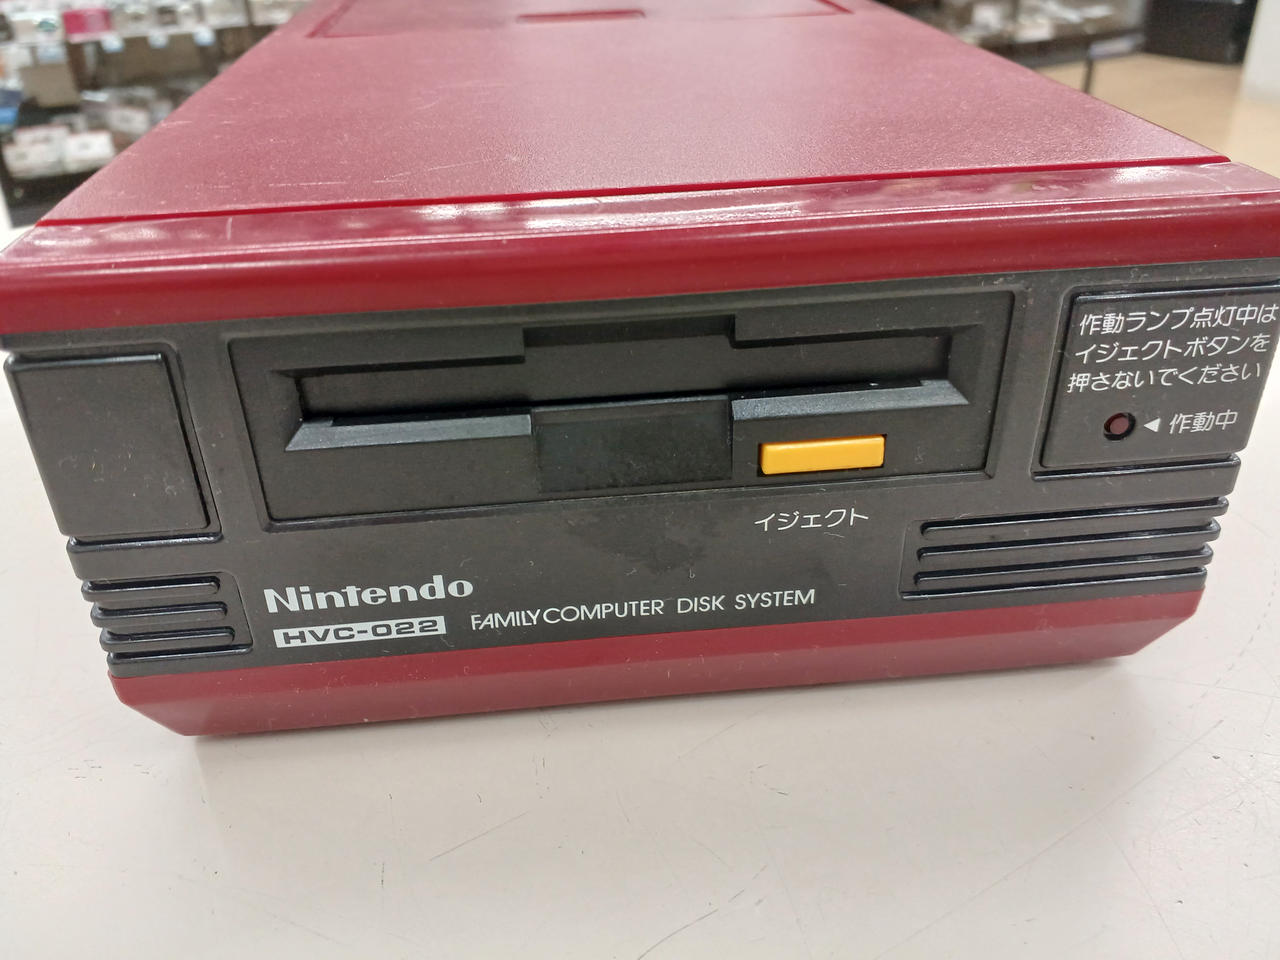 作動ランプ点灯中は
イジェクトボタンを
押さないでください
◀ 作動中
イジェクト
Nintendo
HVC-022 FAMILY COMPUTER DISK SYSTEM